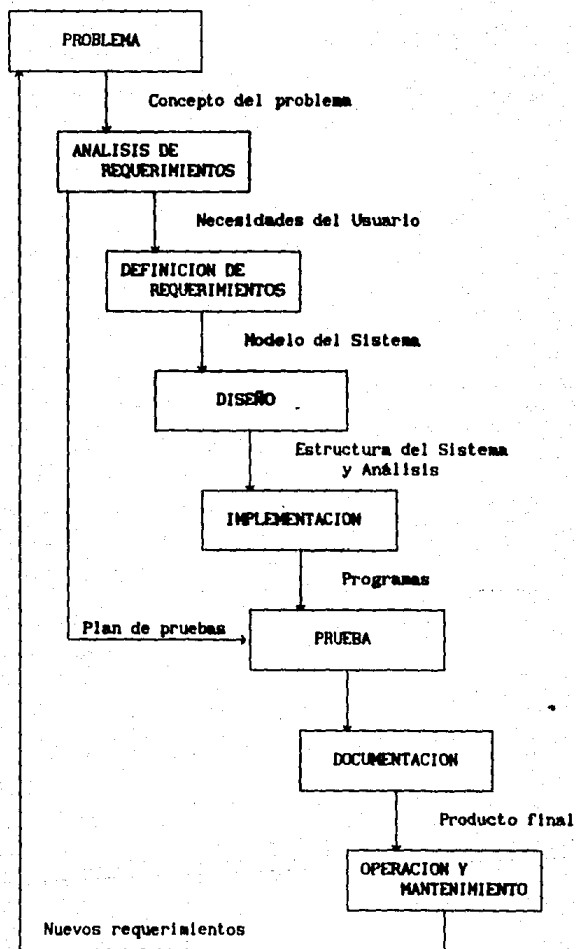 PROBLEMA
Concepto del problema
ANALISIS DE
REQUERIMIENTOS
Necesidades del Usuario
DEFINICION DE
REQUERIMIENTOS
Modelo del Sistema
DISEÑO
Estructura del Sistema
y Análisis
IMPLEMENTACION
Programas
Plan de pruebas
PRUEBA
DOCUMENTACION
Producto final
OPERACION Y
MANTENIMIENTO
Nuevos requerimientos